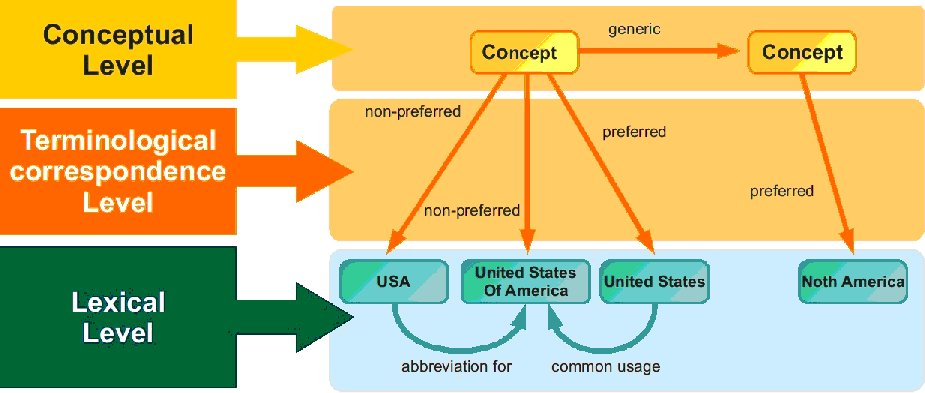 Conceptual
Level
generic
Concept
Concept
non-preferred
preferred
Terminological
correspondence
Level
preferred
non-preferred
USA
United States
Of America
United States
Noth America
Lexical
Level
abbreviation for
common usage